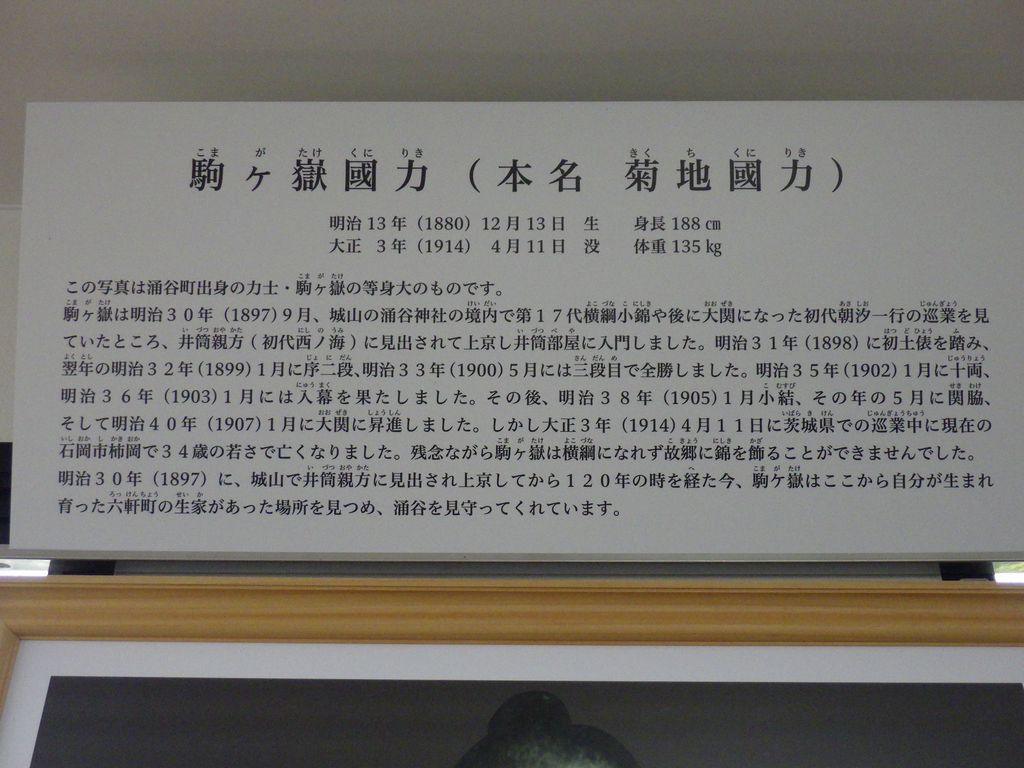 駒ヶ嶽國力（本名 菊地國力）
明治13年（1880）12月13日 生 身長188㎝
大正 3年（1914） 4月11日 没 体重135㎏
この写真は涌谷町出身の力士・駒ヶ嶽の等身大のものです。
駒ヶ嶽は明治３０年（1897）９月、城山の涌谷神社の境内で第１７代横綱小錦や後に大関になった初代朝汐一行の巡業を見
ていたところ、井筒親方（初代西ノ海）に見出されて上京し井筒部屋に入門しました。明治３１年（1898）に初土俵を踏み、
翌年の明治３２年（1899）１月に序二段、明治３３年（1900）５月には三段目で全勝しました。明治３５年（1902）１月に十両、
明治３６年（1903）１月には入幕を果たしました。その後、明治３８年（1905）１月小結、その年の５月に関脇、
そして明治４０年（1907）１月に大関に昇進しました。しかし大正３年（1914）４月１１日に茨城県での巡業中に現在の
石岡市柿岡で３４歳の若さで亡くなりました。残念ながら駒ヶ嶽は横綱になれず故郷に錦を飾ることができませんでした。
明治３０年（1897）に、城山で井筒親方に見出され上京してから１２０年の時を経た今、駒ケ嶽はここから自分が生まれ
育った六軒町の生家があった場所を見つめ、涌谷を見守ってくれています。